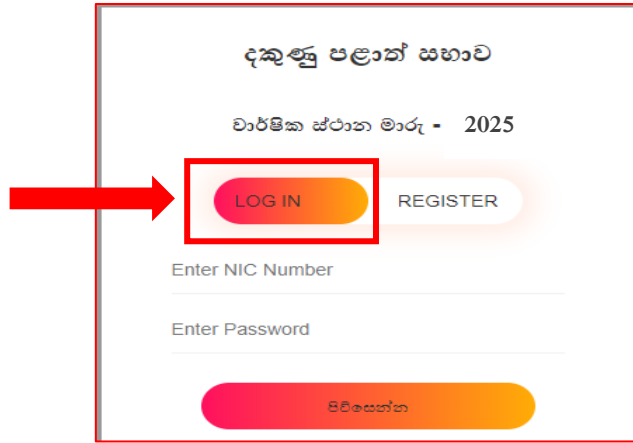 දකුණු පළාත් සභාව
වාර්ෂික ස්ථාන මාරු - 2025
LOG IN REGISTER
Enter NIC Number
Enter Password
පිවිසෙන්න